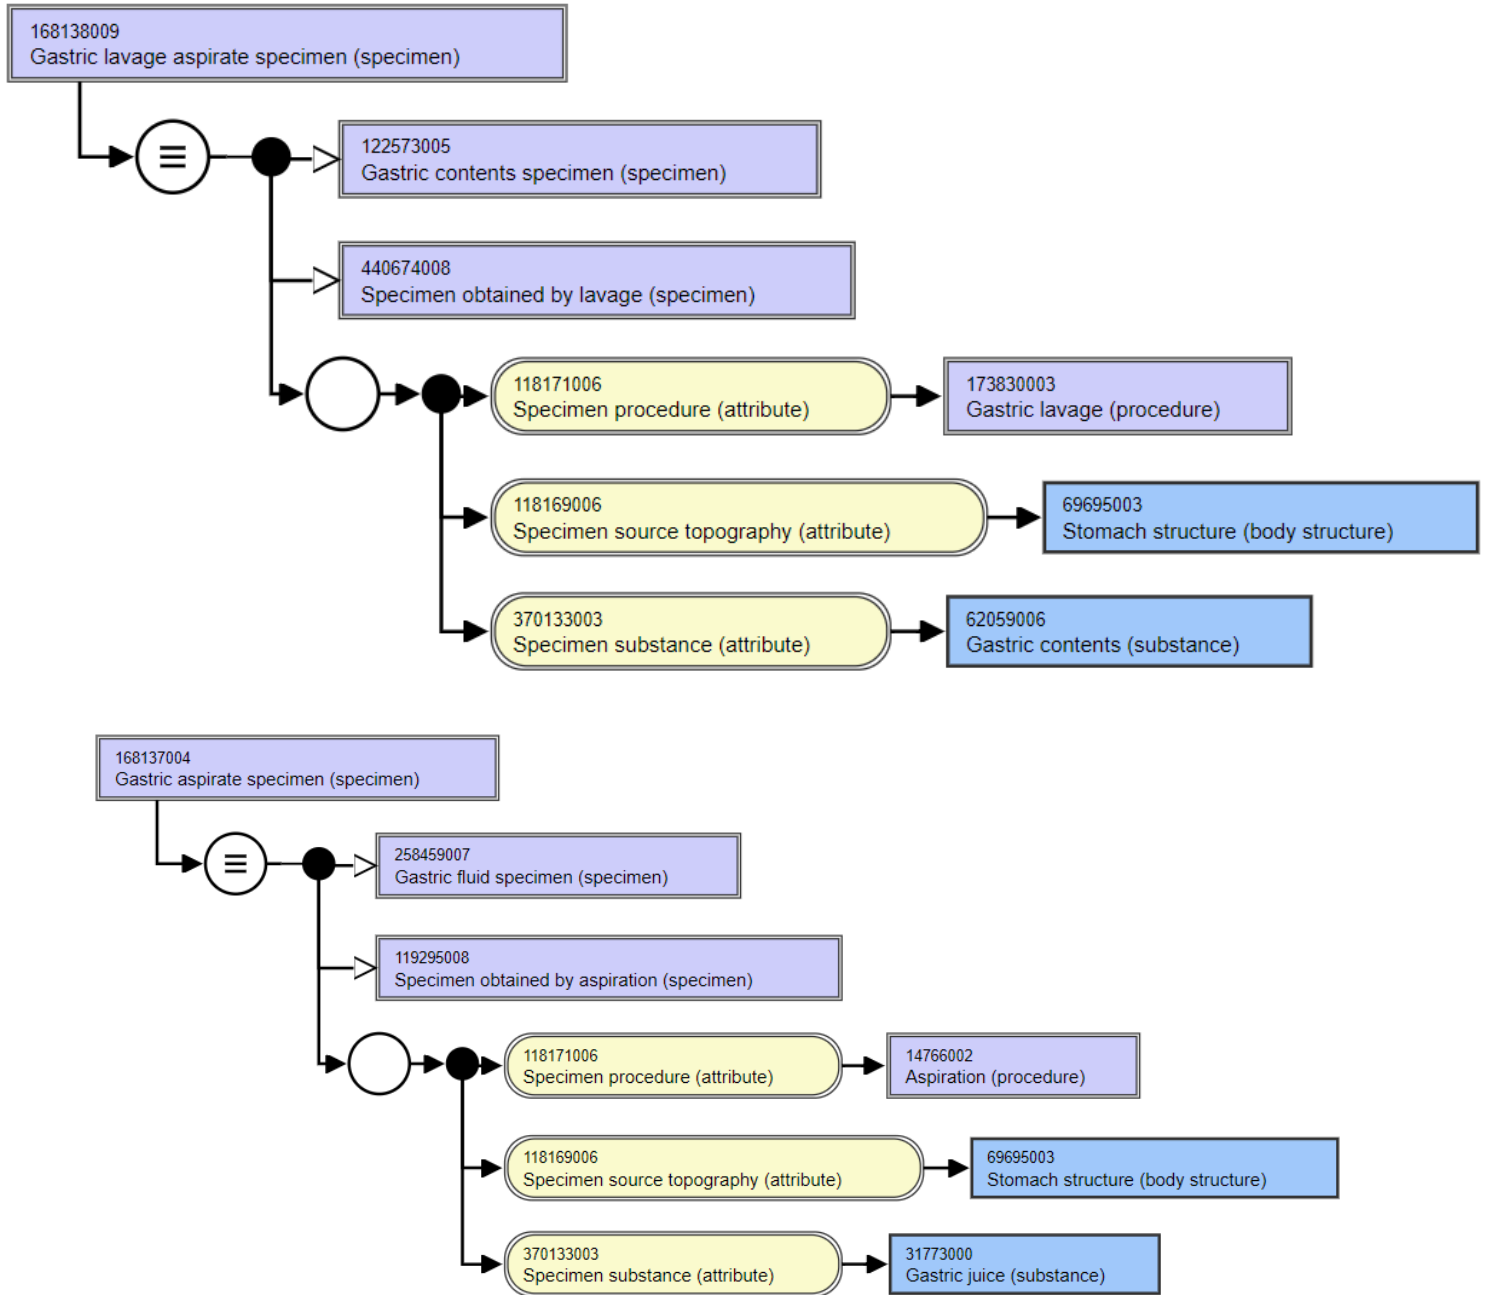 168138009
Gastric lavage aspirate specimen (specimen)
122573005
Gastric contents specimen (specimen)
440674008
Specimen obtained by lavage (specimen)
118171006
Specimen procedure (attribute)
173830003
Gastric lavage (procedure)
118169006
Specimen source topography (attribute)
69695003
Stomach structure (body structure)
370133003
Specimen substance (attribute)
62059006
Gastric contents (substance)
168137004
Gastric aspirate specimen (specimen)
258459007
Gastric fluid specimen (specimen)
119295008
Specimen obtained by aspiration (specimen)
118171006
Specimen procedure (attribute)
14766002
Aspiration (procedure)
118169006
Specimen source topography (attribute)
69695003
Stomach structure (body structure)
370133003
Specimen substance (attribute)
31773000
Gastric juice (substance)